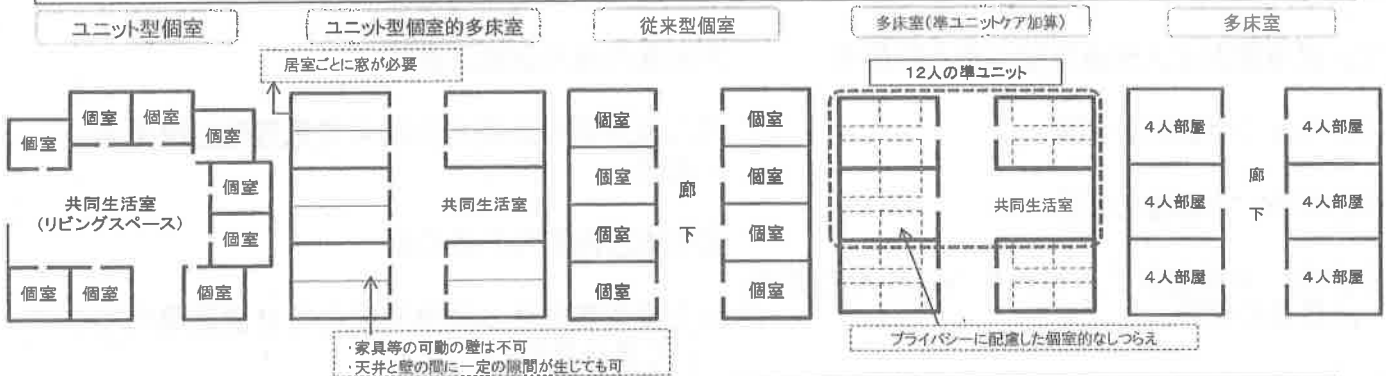 ユニット型個室
ユニット型個室的多床室
従来型個室
多床室(準ユニットケア加算)
多床室
居室ごとに窓が必要
12人の準ユニット
個室
個室
個室
個室
個室
個室
個室
個室
個室
共同生活室
(リビングスペース)
共同生活室
・家具等の可動の壁は不可
・天井と壁の間に一定の隙間が生じても可
個室
個室
個室
個室
廊
下
個室
個室
個室
個室
共同生活室
プライバシーに配慮した個室的なしつらえ
4人部屋
4人部屋
4人部屋
廊
下
4人部屋
4人部屋
4人部屋